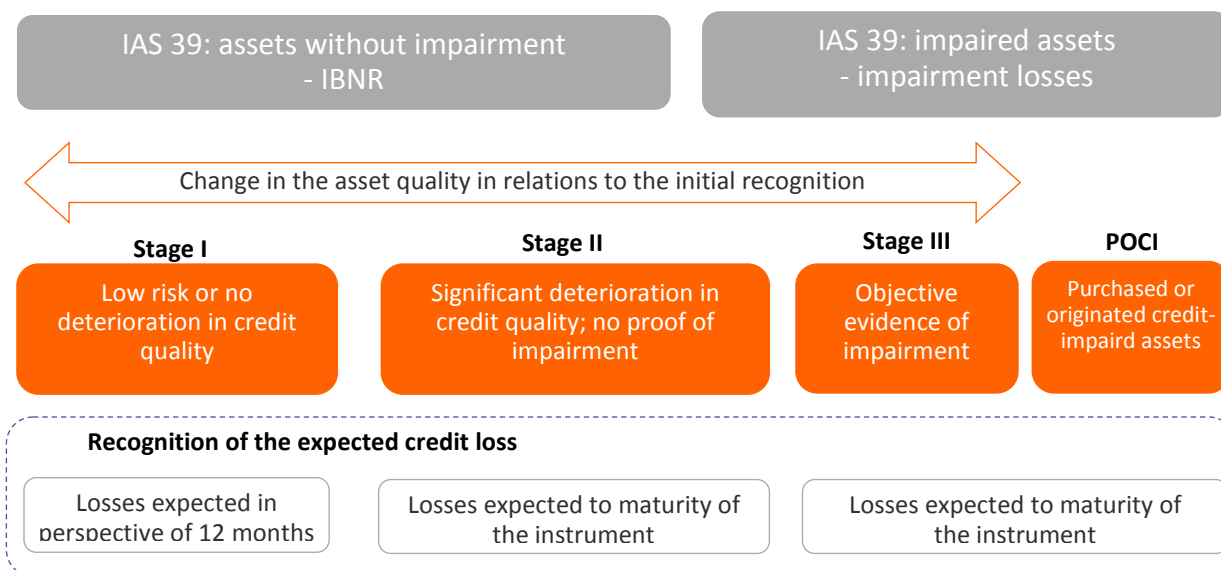 IAS 39: assets without impairment
- IBNR
IAS 39: impaired assets
- impairment losses
Change in the asset quality in relations to the initial recognition
Stage I
Stage II
Stage III
POCI
Low risk or no
deterioration in credit
quality
Significant deterioration in
credit quality; no proof of
impairment
Objective
evidence of
impairment
Purchased or
originated credit-
impaird assets
Recognition of the expected credit loss
Losses expected in
perspective of 12 months
Losses expected to maturity of
the instrument
Losses expected to maturity of
the instrument